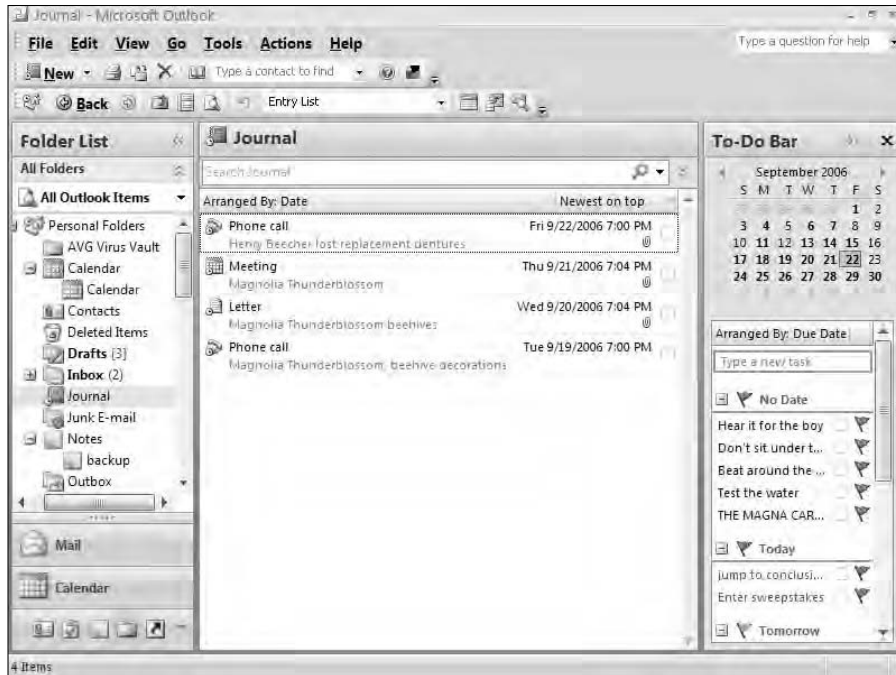 Journal - Microsoft Outlook
File Edit View Go Tools Actions Help
Type a question for help
New Type a contact to find
Back Entry List
Folder List
All Folders
All Outlook Items
Personal Folders
AVG Virus Vault
Calendar
Calendar
Contacts
Deleted Items
Drafts (3)
Inbox (2)
Journal
Junk E-mail
Notes
backup
Outbox
Mail
Calendar
Journal
Search Journal
Arranged By: Date Newest on top
Phone call Fri 9/22/2006 7:00 PM
Henry Beecher lost replacement dentures
Meeting Thu 9/21/2006 7:04 PM
Magnolia Thunderblossom
Letter Wed 9/20/2006 7:04 PM
Magnolia Thunderblossom beehives
Phone call Tue 9/19/2006 7:00 PM
Magnolia Thunderblossom, beehive decorations
To-Do Bar
September 2006
S M T W T F S
1 2
3 4 5 6 7 8 9
10 11 12 13 14 15 16
17 18 19 20 21 22 23
24 25 26 27 28 29 30
Arranged By: Due Date
Type a new task
No Date
Hear it for the boy
Don't sit under t...
Beat around the ...
Test the water
THE MAGNA CAR...
Today
jump to conclusi...
Enter sweepstakes
Tomorrow
4 Items